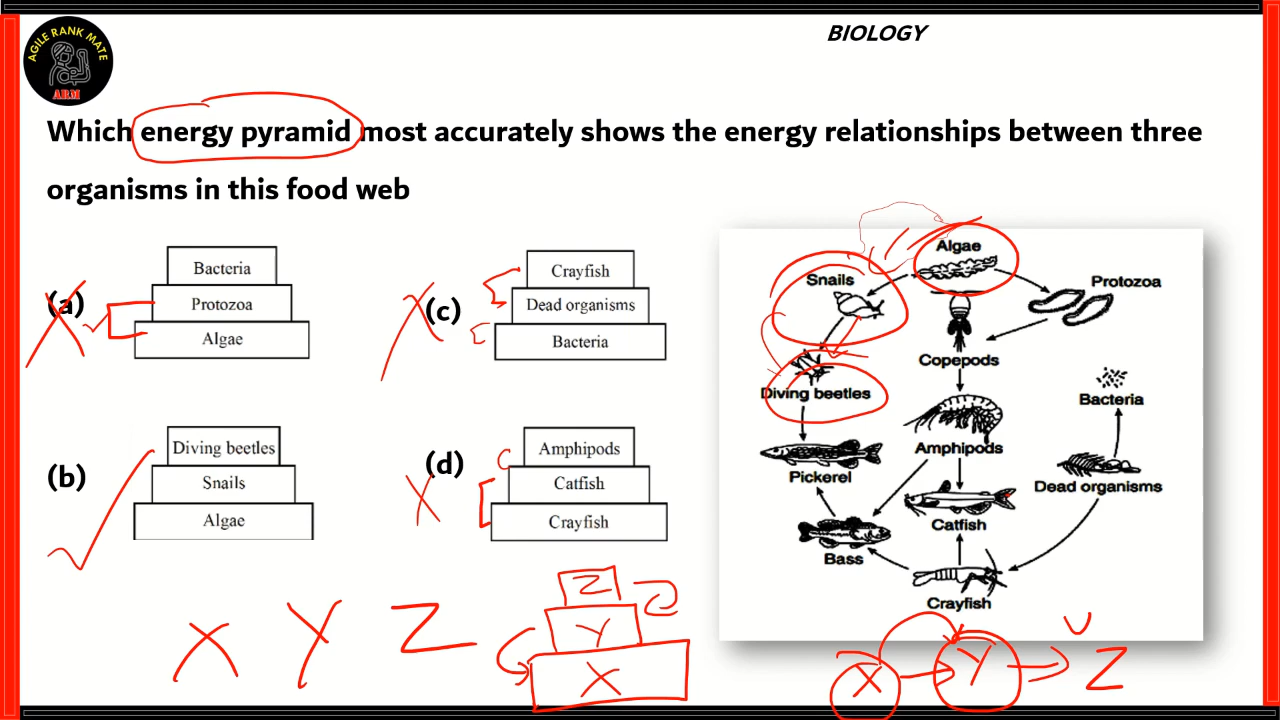 AGILE RANK MATE
ARM
BIOLOGY
Which energy pyramid most accurately shows the energy relationships between three
organisms in this food web
(a)
Bacteria
Protozoa
Algae
(c)
Crayfish
Dead organisms
Bacteria
(b)
Diving beetles
Snails
Algae
(d)
Amphipods
Catfish
Crayfish
Algae
Snails
Protozoa
Copepods
Diving beetles
Bacteria
Amphipods
Pickerel
Dead organisms
Catfish
Bass
Crayfish
X Y Z
Z
Y
X
X Y Z